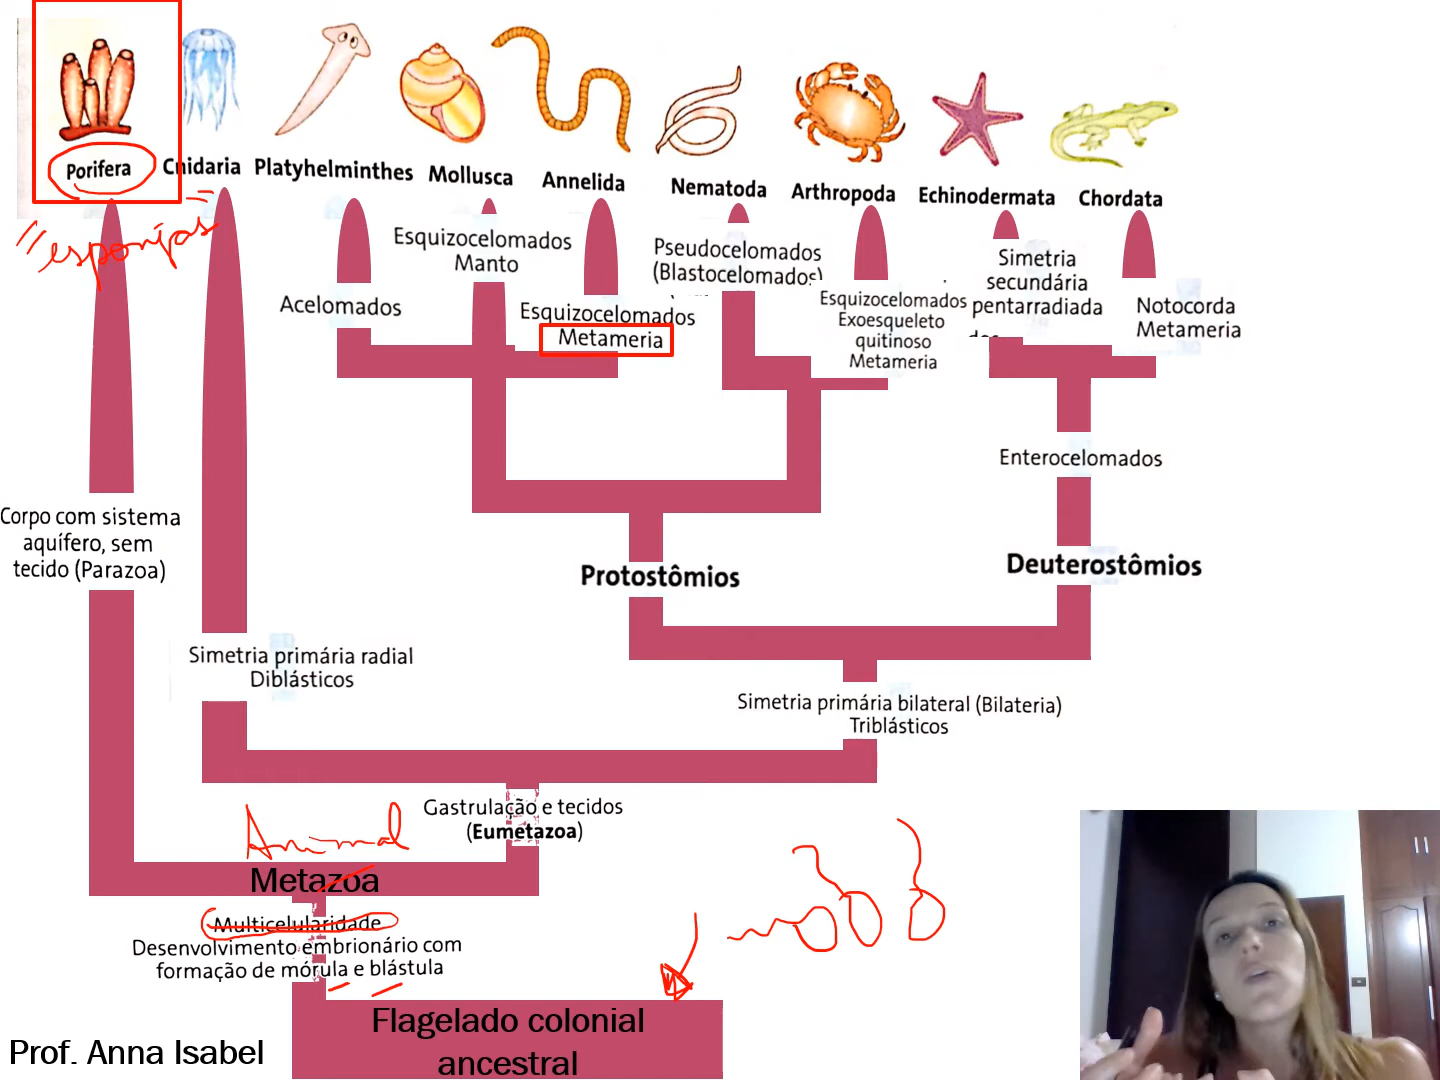 Porifera
Cnidaria
Platyhelminthes
Mollusca
Annelida
Nematoda
Arthropoda
Echinodermata
Chordata
"esponjas"
Esquizocelomados
Manto
Pseudocelomados
(Blastocelomados)
Simetria
secundária
pentarradiada
Acelomados
Esquizocelomados
Metameria
Esquizocelomados
Exoesqueleto
quitinoso
Metameria
Notocorda
Metameria
Enterocelomados
Corpo com sistema
aquífero, sem
tecido (Parazoa)
Protostômios
Deuterostômios
Simetria primária radial
Diblásticos
Simetria primária bilateral (Bilateria)
Triblásticos
Gastrulação e tecidos
(Eumetazoa)
Animal
Metazoa
Multicelularidade
Desenvolvimento embrionário com
formação de mórula e blástula
Flagelado colonial
ancestral
Prof. Anna Isabel